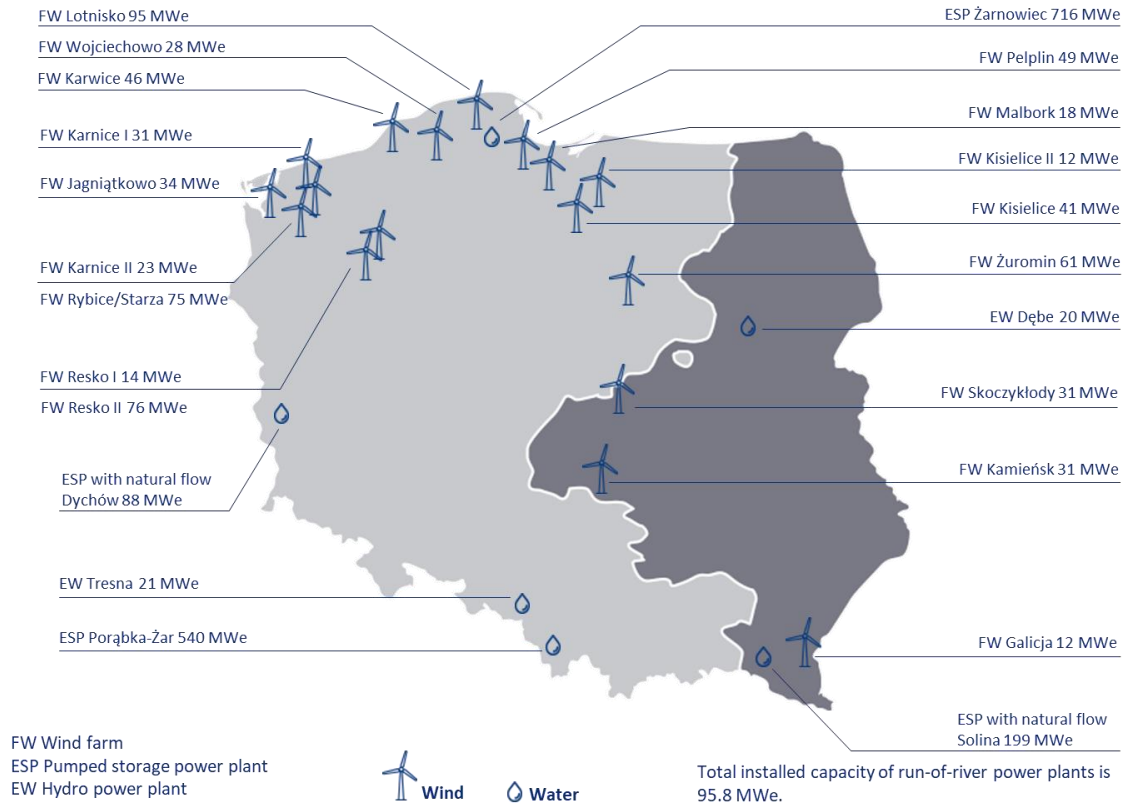 FW Lotnisko 95 MWe
FW Wojciechowo 28 MWe
FW Karwice 46 MWe
FW Karnice I 31 MWe
FW Jagniątkowo 34 MWe
FW Karnice II 23 MWe
FW Rybice/Starza 75 MWe
FW Resko I 14 MWe
FW Resko II 76 MWe
ESP with natural flow
Dychów 88 MWe
EW Tresna 21 MWe
ESP Porąbka-Żar 540 MWe
ESP Żarnowiec 716 MWe
FW Pelplin 49 MWe
FW Malbork 18 MWe
FW Kisielice II 12 MWe
FW Kisielice 41 MWe
FW Żuromin 61 MWe
EW Dębe 20 MWe
FW Skoczykłody 31 MWe
FW Kamieńsk 31 MWe
FW Galicja 12 MWe
ESP with natural flow
Solina 199 MWe
FW Wind farm
ESP Pumped storage power plant
EW Hydro power plant
Wind
Water
Total installed capacity of run-of-river power plants is
95.8 MWe.